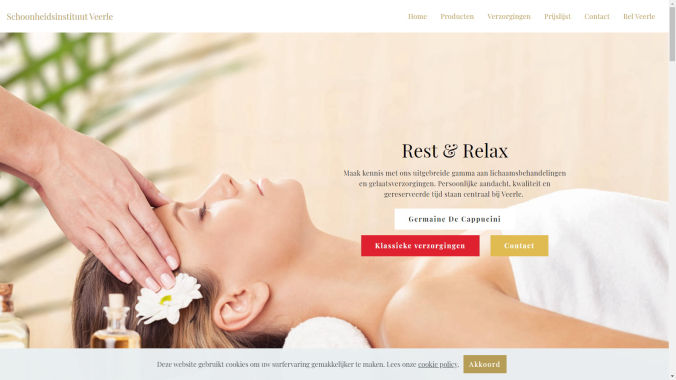 Schoonheidsinstituut Veerle
Home Producten Verzorgingen Prijslijst Contact Bel Veerle
Rest & Relax
Maak kennis met ons uitgebreide gamma aan lichaamsbehandelingen
en gelaatsverzorgingen. Persoonlijke aandacht, kwaliteit en
gereserveerde tijd staan centraal bij Veerle.
Germaine De Cappucini
Klassieke verzorgingen Contact
Deze website gebruikt cookies om uw surfervaring gemakkelijker te maken. Lees onze cookie policy. Akkoord